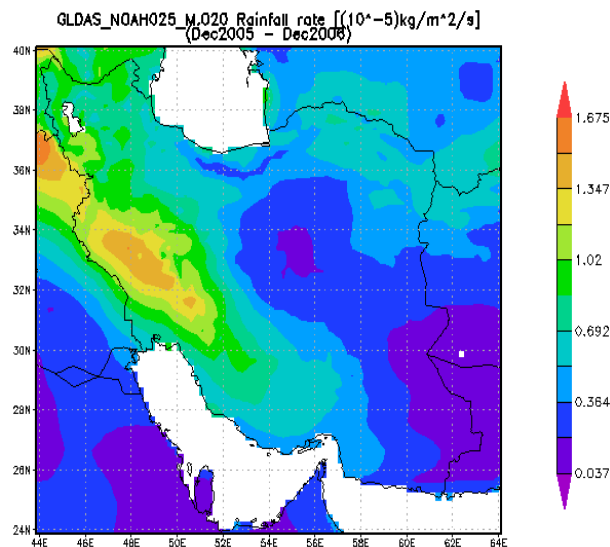 GLDAS_NOAH025_M.020 Rainfall rate [(10^-5)kg/m^2/s]
(Dec2005 - Dec2006)
40N
38N
36N
34N
32N
30N
28N
26N
24N
44E 46E 48E 50E 52E 54E 56E 58E 60E 62E 64E
1.675
1.347
1.02
0.692
0.364
0.037